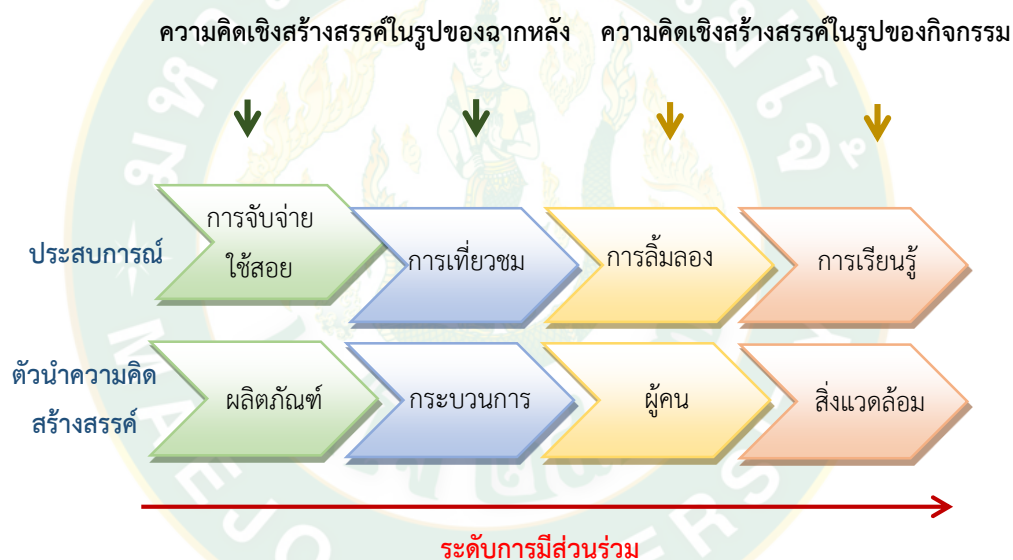 ความคิดเชิงสร้างสรรค์ในรูปของฉากหลัง
ความคิดเชิงสร้างสรรค์ในรูปของกิจกรรม
ประสบการณ์
การจับจ่าย
ใช้สอย
การเที่ยวชม
การลิ้มลอง
การเรียนรู้
ตัวนำความคิด
สร้างสรรค์
ผลิตภัณฑ์
กระบวนการ
ผู้คน
สิ่งแวดล้อม
ระดับการมีส่วนร่วม